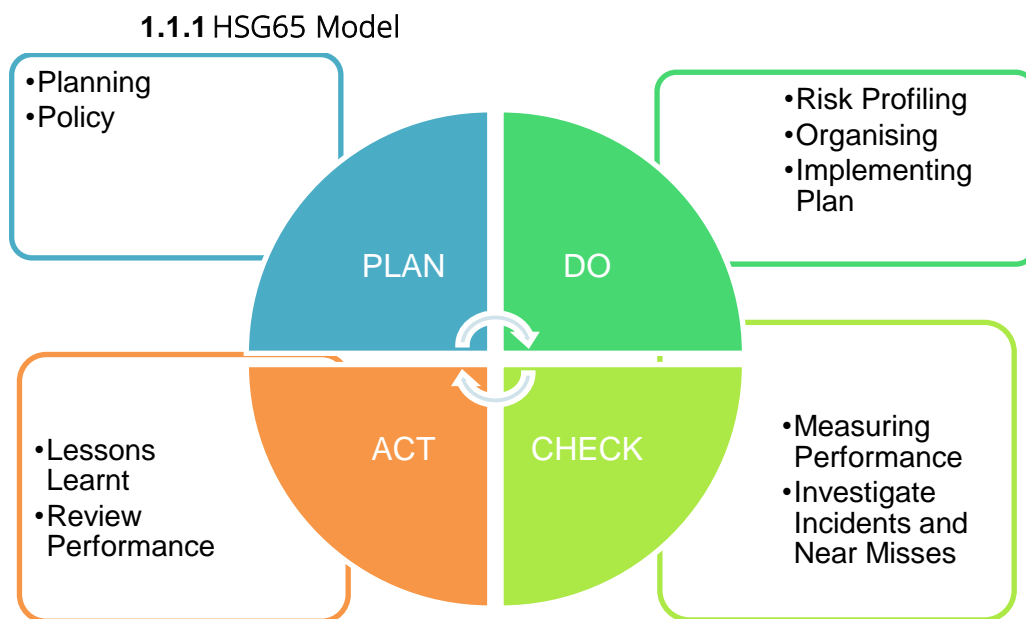 1.1.1 HSG65 Model
•Planning
•Policy
•Risk Profiling
•Organising
•Implementing
Plan
PLAN
DO
ACT
CHECK
•Lessons
Learnt
•Review
Performance
•Measuring
Performance
•Investigate
Incidents and
Near Misses